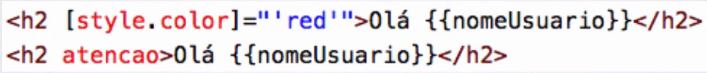 <h2 [style.color]="'red'">Olá {{nomeUsuario}}</h2>
<h2 atencao>Olá {{nomeUsuario}}</h2>